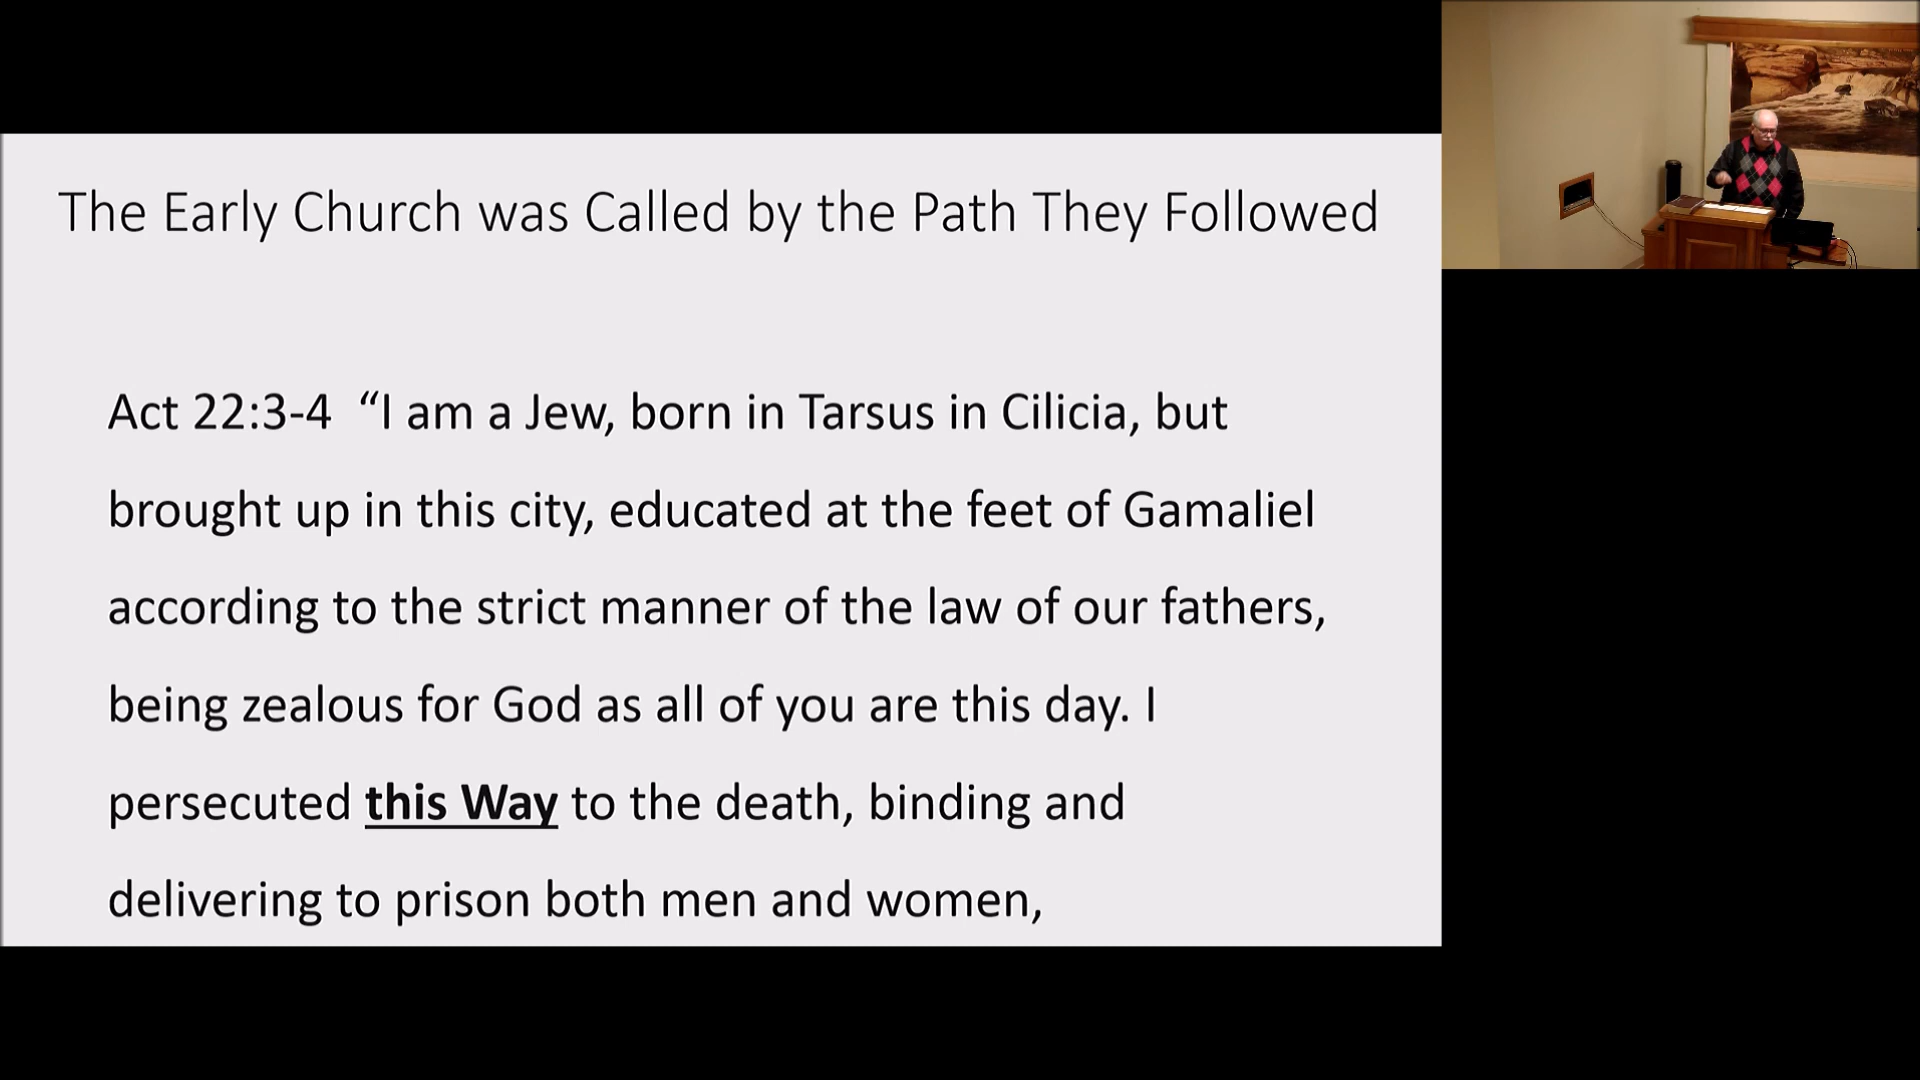 The Early Church was Called by the Path They Followed
Act 22:3-4  “I am a Jew, born in Tarsus in Cilicia, but
brought up in this city, educated at the feet of Gamaliel
according to the strict manner of the law of our fathers,
being zealous for God as all of you are this day. I
persecuted this Way to the death, binding and
delivering to prison both men and women,